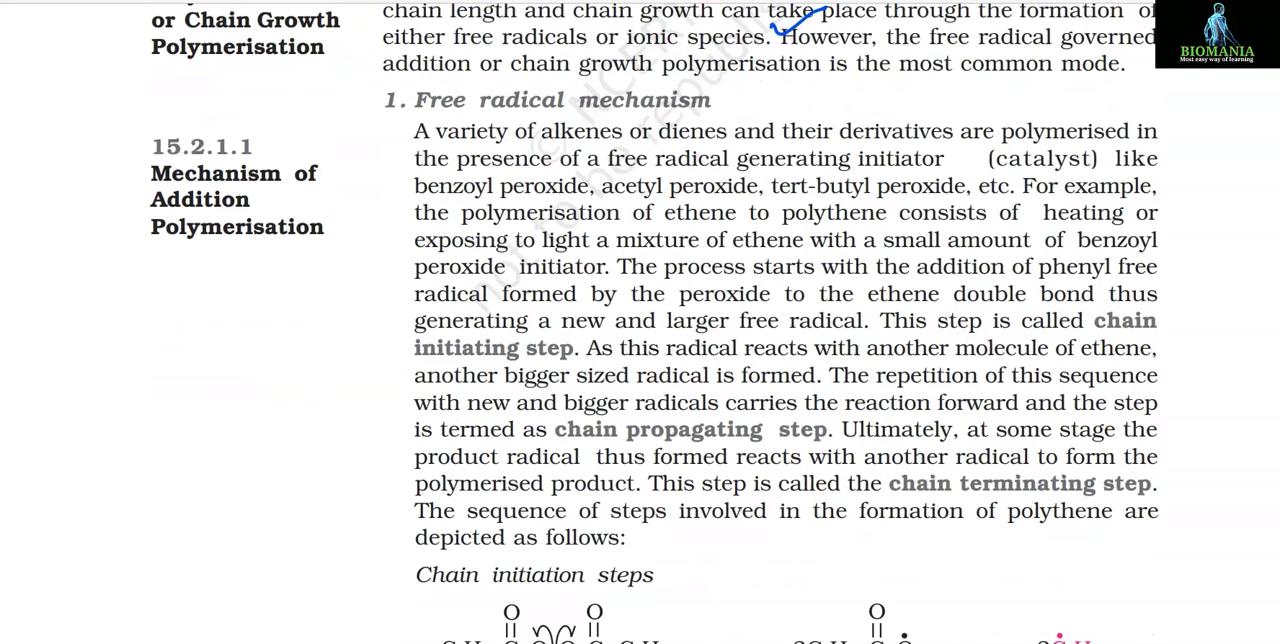 or Chain Growth
Polymerisation
chain length and chain growth can take place through the formation of
either free radicals or ionic species. However, the free radical governed
addition or chain growth polymerisation is the most common mode.
BIOMANIA
Most easy way of learning
1. Free radical mechanism
15.2.1.1
Mechanism of
Addition
Polymerisation
A variety of alkenes or dienes and their derivatives are polymerised in
the presence of a free radical generating initiator (catalyst) like
benzoyl peroxide, acetyl peroxide, tert-butyl peroxide, etc. For example,
the polymerisation of ethene to polythene consists of heating or
exposing to light a mixture of ethene with a small amount of benzoyl
peroxide initiator. The process starts with the addition of phenyl free
radical formed by the peroxide to the ethene double bond thus
generating a new and larger free radical. This step is called chain
initiating step. As this radical reacts with another molecule of ethene,
another bigger sized radical is formed. The repetition of this sequence
with new and bigger radicals carries the reaction forward and the step
is termed as chain propagating step. Ultimately, at some stage the
product radical thus formed reacts with another radical to form the
polymerised product. This step is called the chain terminating step.
The sequence of steps involved in the formation of polythene are
depicted as follows:
Chain initiation steps
O O O
© NCERT
not to be republi